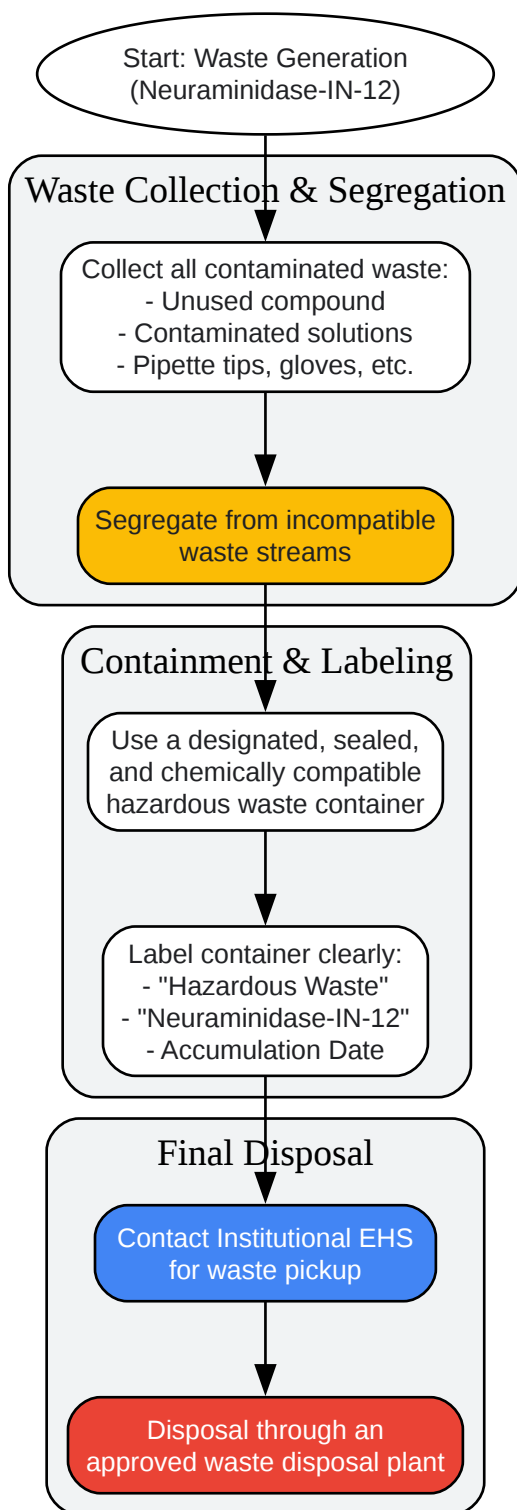 Start: Waste Generation
(Neuraminidase-IN-12)
Waste Collection & Segregation
Collect all contaminated waste:
- Unused compound
- Contaminated solutions
- Pipette tips, gloves, etc.
Segregate from incompatible
waste streams
Containment & Labeling
Use a designated, sealed,
and chemically compatible
hazardous waste container
Label container clearly:
- "Hazardous Waste"
- "Neuraminidase-IN-12"
- Accumulation Date
Final Disposal
Contact Institutional EHS
for waste pickup
Disposal through an
approved waste disposal plant